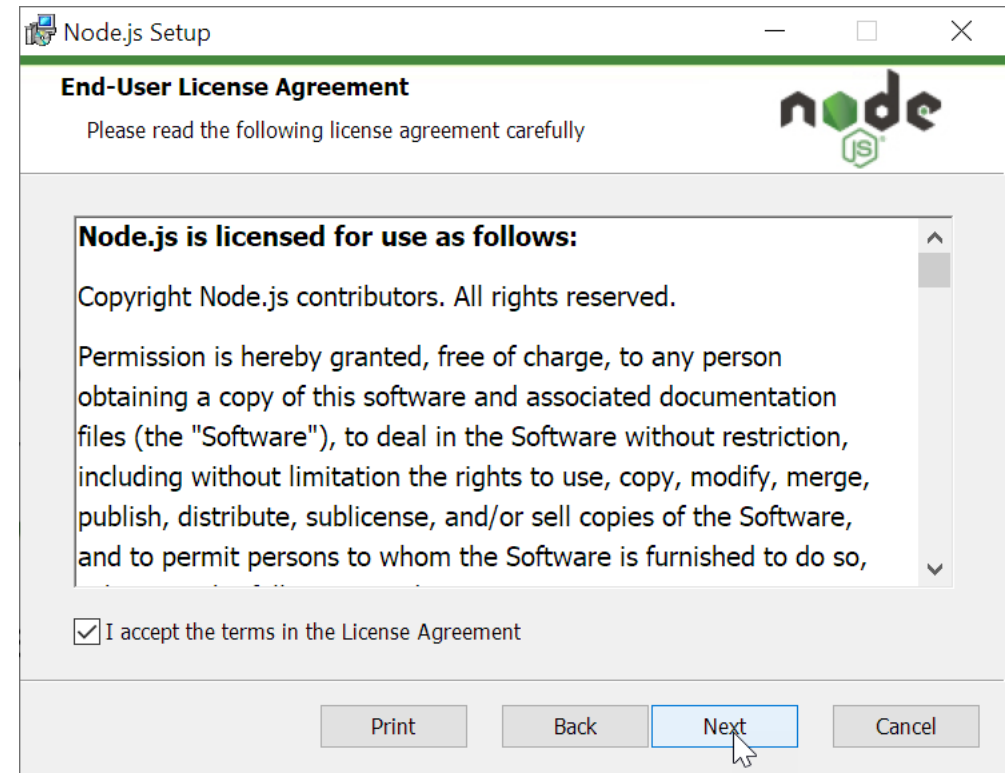 Node.js Setup
End-User License Agreement
Please read the following license agreement carefully
node
JS
Node.js is licensed for use as follows:
Copyright Node.js contributors. All rights reserved.
Permission is hereby granted, free of charge, to any person
obtaining a copy of this software and associated documentation
files (the "Software"), to deal in the Software without restriction,
including without limitation the rights to use, copy, modify, merge,
publish, distribute, sublicense, and/or sell copies of the Software,
and to permit persons to whom the Software is furnished to do so,
I accept the terms in the License Agreement
Print Back Next Cancel